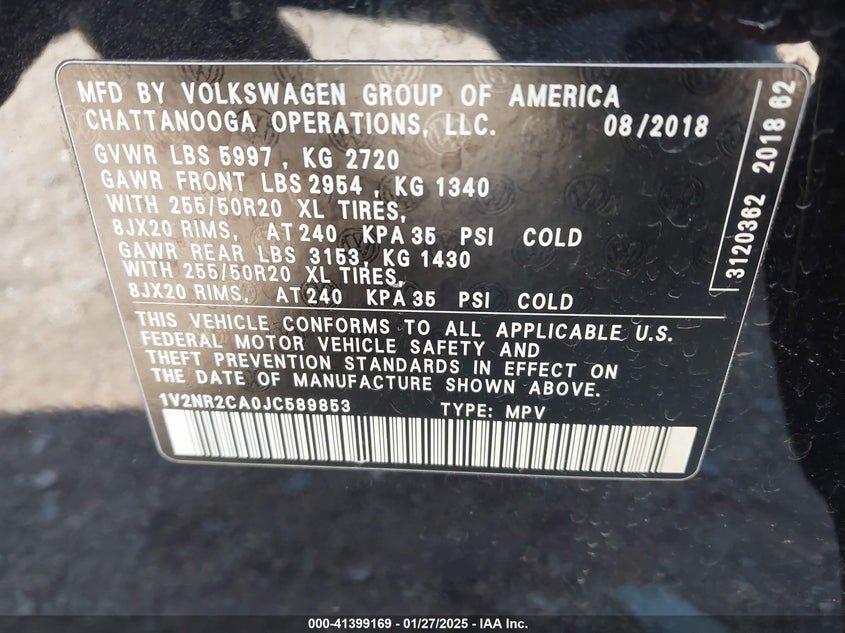 MFD BY VOLKSWAGEN GROUP OF AMERICA
CHATTANOOGA OPERATIONS, LLC. 08/2018
GVWR LBS 5997, KG 2720
GAWR FRONT LBS 2954, KG 1340
WITH 255/50R20 XL TIRES,
8JX20 RIMS, AT 240 KPA 35 PSI COLD
GAWR REAR LBS 3153, KG 1430
WITH 255/50R20 XL TIRES,
8JX20 RIMS, AT 240 KPA 35 PSI COLD
THIS VEHICLE CONFORMS TO ALL APPLICABLE U.S.
FEDERAL MOTOR VEHICLE SAFETY AND
THEFT PREVENTION STANDARDS IN EFFECT ON
THE DATE OF MANUFACTURE SHOWN ABOVE.
1V2NR2CA0JC589853 TYPE: MPV
3120362 2018 62
000-41399169 | 01/27/2025 | © IAA Inc.